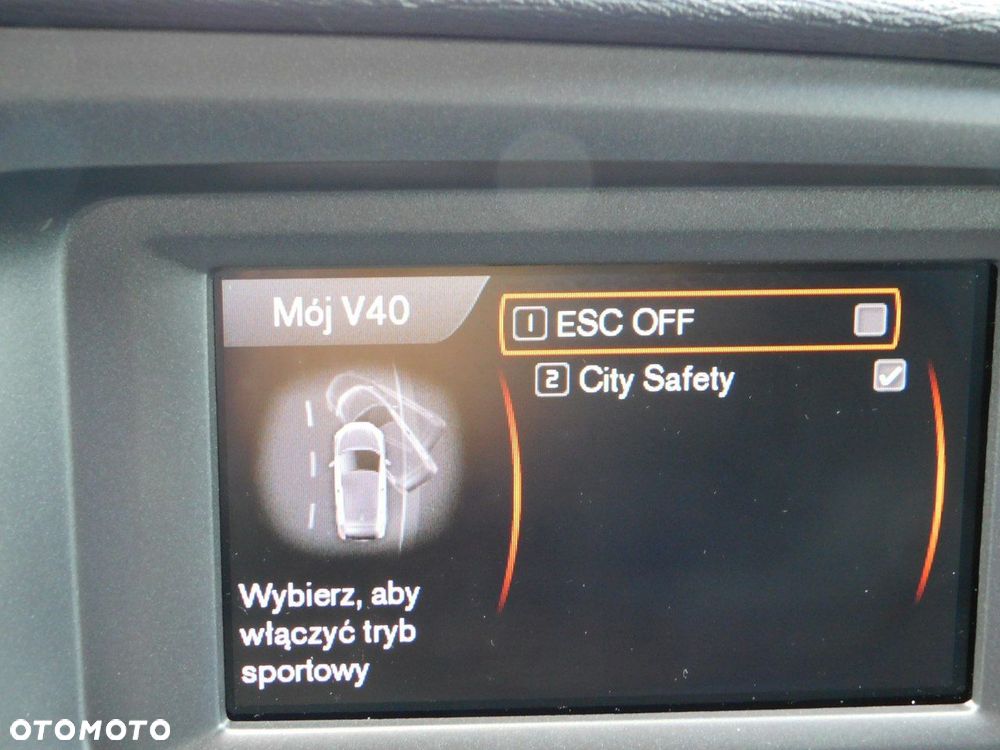 Mój V40
1 ESC OFF
2 City Safety
Wybierz, aby
włączyć tryb
sportowy
OTOMOTO